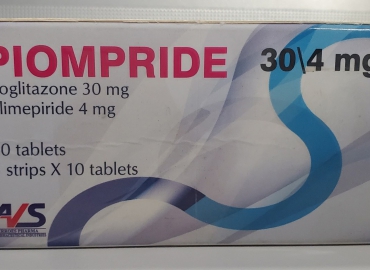 PIOMPRIDE 30\4 mg
oglitazone 30 mg
limepiride 4 mg
0 tablets
strips X 10 tablets
AVS